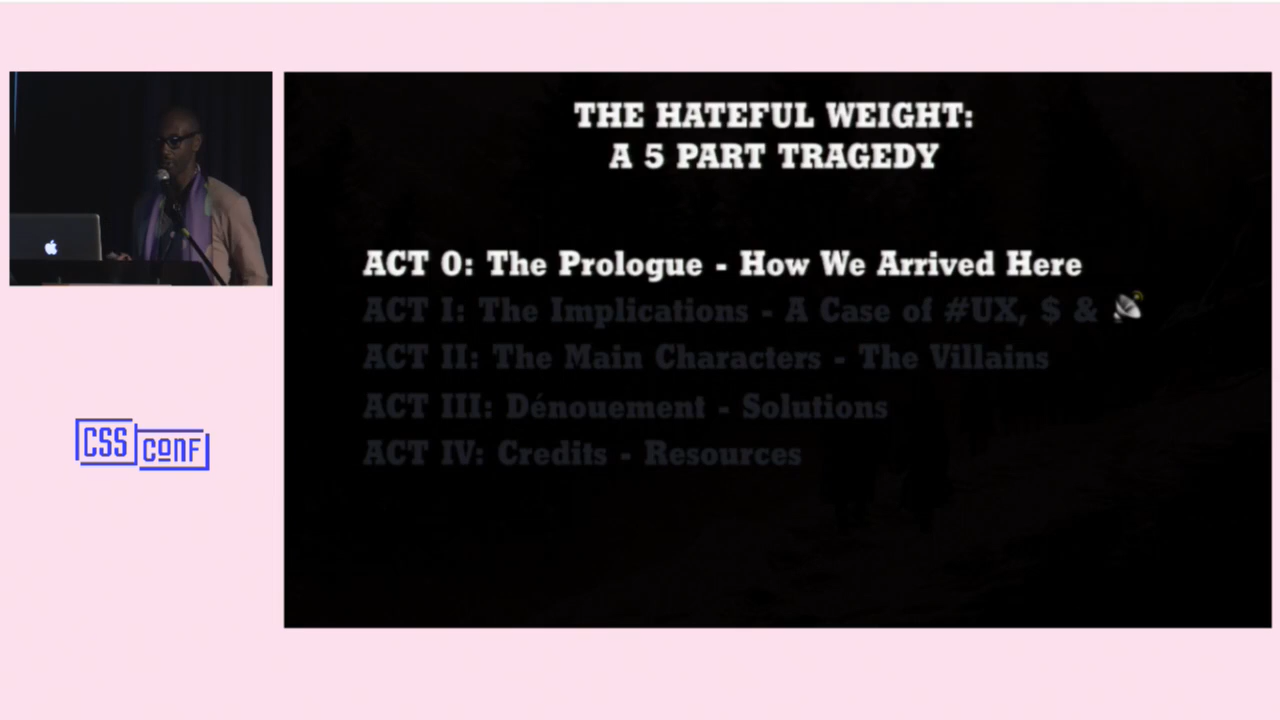 THE HATEFUL WEIGHT:
A 5 PART TRAGEDY
ACT 0: The Prologue - How We Arrived Here
ACT I: The Implications - A Case of #UX, $ & 📡
ACT II: The Main Characters - The Villains
ACT III: Dénouement - Solutions
ACT IV: Credits - Resources
CSS
CONF